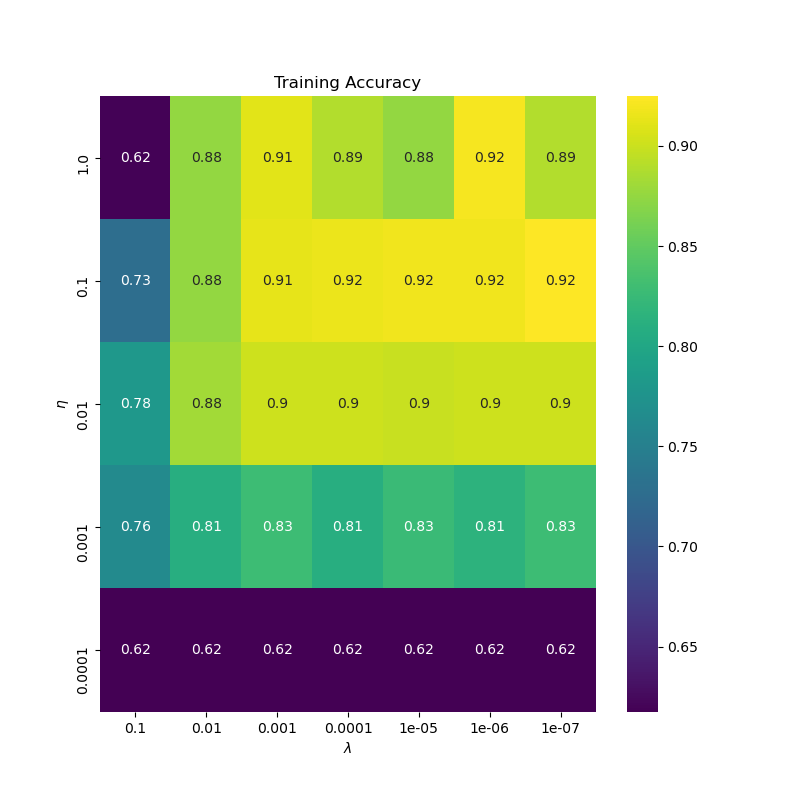 Training Accuracy
1.0 0.62 0.88 0.91 0.89 0.88 0.92 0.89
0.1 0.73 0.88 0.91 0.92 0.92 0.92 0.92
0.01 0.78 0.88 0.9 0.9 0.9 0.9 0.9
0.001 0.76 0.81 0.83 0.81 0.83 0.81 0.83
0.0001 0.62 0.62 0.62 0.62 0.62 0.62 0.62
0.1 0.01 0.001 0.0001 1e-05 1e-06 1e-07
λ
η
0.90
0.85
0.80
0.75
0.70
0.65